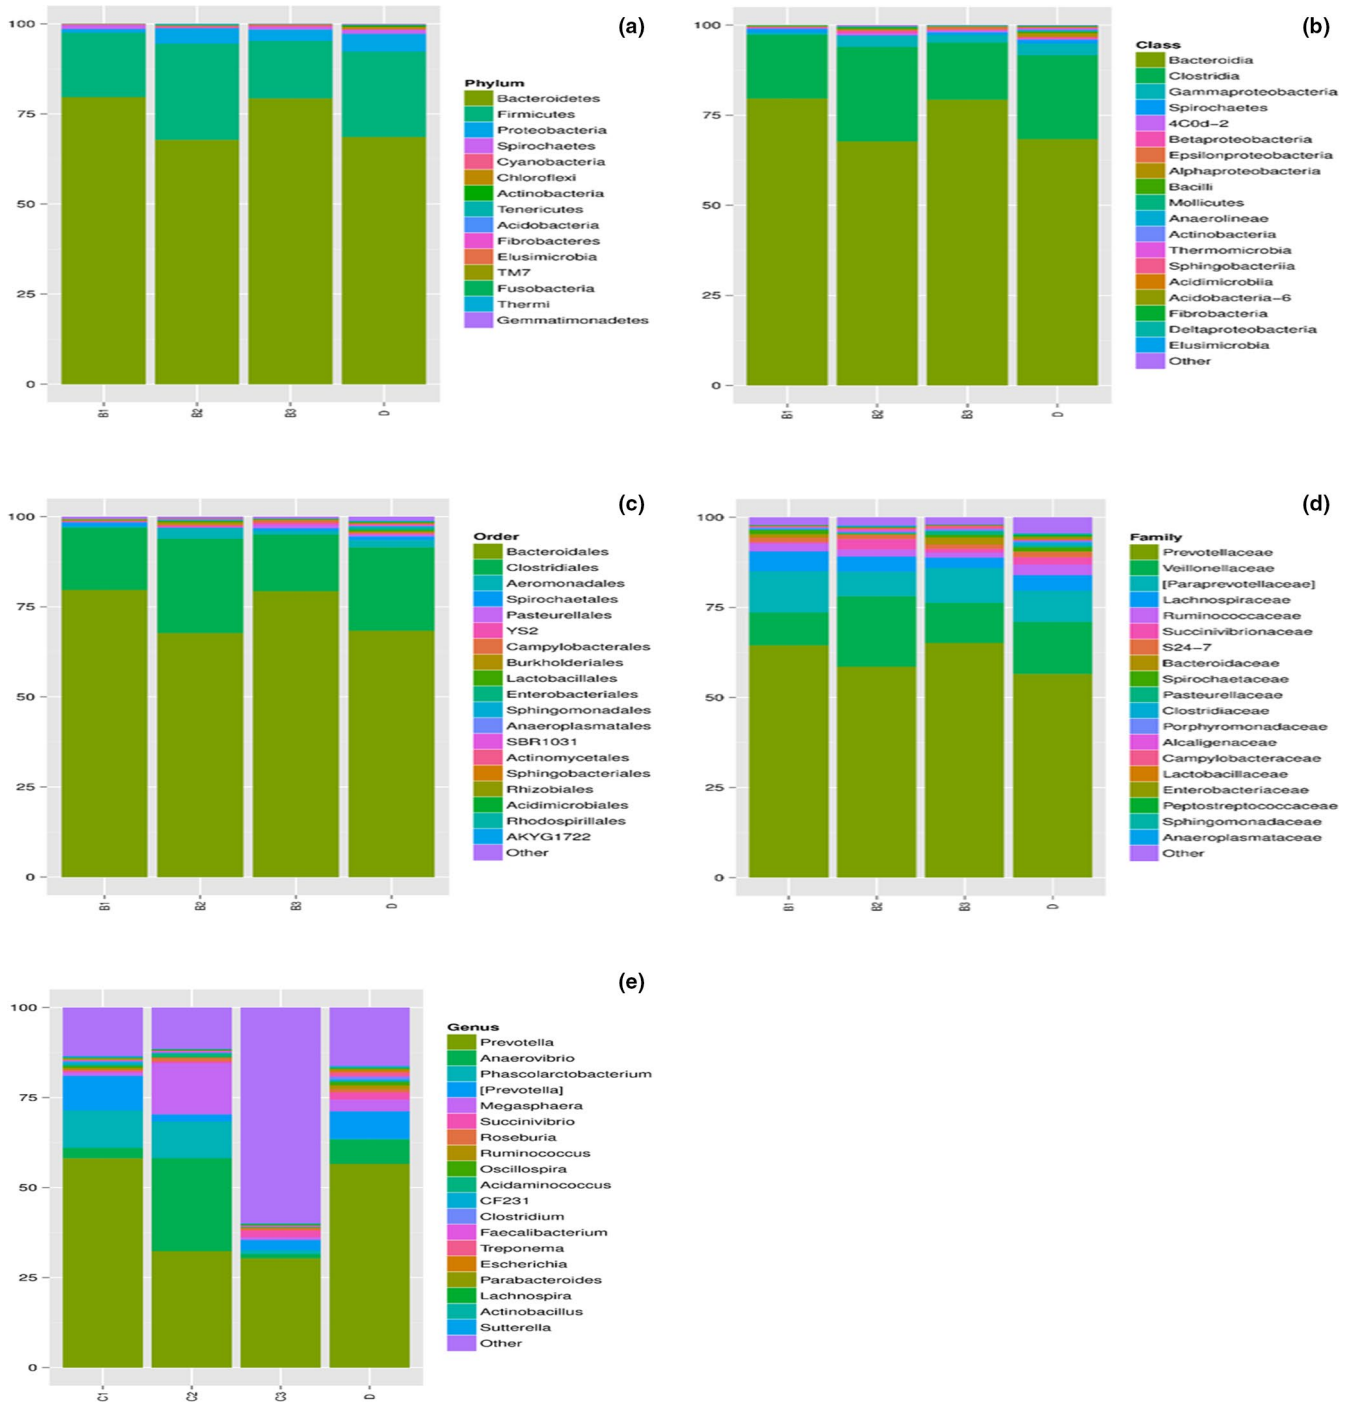 (a)
100
75
50
25
0
B1 B2 B3 D
Phylum
Bacteroidetes
Firmicutes
Proteobacteria
Spirochaetes
Cyanobacteria
Chloroflexi
Actinobacteria
Tenericutes
Acidobacteria
Fibrobacteres
Elusimicrobia
TM7
Fusobacteria
Thermi
Gemmatimonadetes
(b)
100
75
50
25
0
B1 B2 B3 D
Class
Bacteroidia
Clostridia
Gammaproteobacteria
Spirochaetes
4C0d-2
Betaproteobacteria
Epsilonproteobacteria
Alphaproteobacteria
Bacilli
Mollicutes
Anaerolineae
Actinobacteria
Thermomicrobia
Sphingobacteriia
Acidimicrobiia
Acidobacteria-6
Fibrobacteria
Deltaproteobacteria
Elusimicrobia
Other
(c)
100
75
50
25
0
B1 B2 B3 D
Order
Bacteroidales
Clostridiales
Aeromonadales
Spirochaetales
Pasteurellales
YS2
Campylobacterales
Burkholderiales
Lactobacillales
Enterobacteriales
Sphingomonadales
Anaeroplasmatales
SBR1031
Actinomycetales
Sphingobacteriales
Rhizobiales
Acidimicrobiales
Rhodospirillales
AKYG1722
Other
(d)
100
75
50
25
0
B1 B2 B3 D
Family
Prevotellaceae
Veillonellaceae
[Paraprevotellaceae]
Lachnospiraceae
Ruminococcaceae
Succinivibrionaceae
S24-7
Bacteroidaceae
Spirochaetaceae
Pasteurellaceae
Clostridiaceae
Porphyromonadaceae
Alcaligenaceae
Campylobacteraceae
Lactobacillaceae
Enterobacteriaceae
Peptostreptococcaceae
Sphingomonadaceae
Anaeroplasmataceae
Other
(e)
100
75
50
25
0
C1 C2 C3 D
Genus
Prevotella
Anaerovibrio
Phascolarctobacterium
[Prevotella]
Megasphaera
Succinivibrio
Roseburia
Ruminococcus
Oscillospira
Acidaminococcus
CF231
Clostridium
Faecalibacterium
Treponema
Escherichia
Parabacteroides
Lachnospira
Actinobacillus
Sutterella
Other